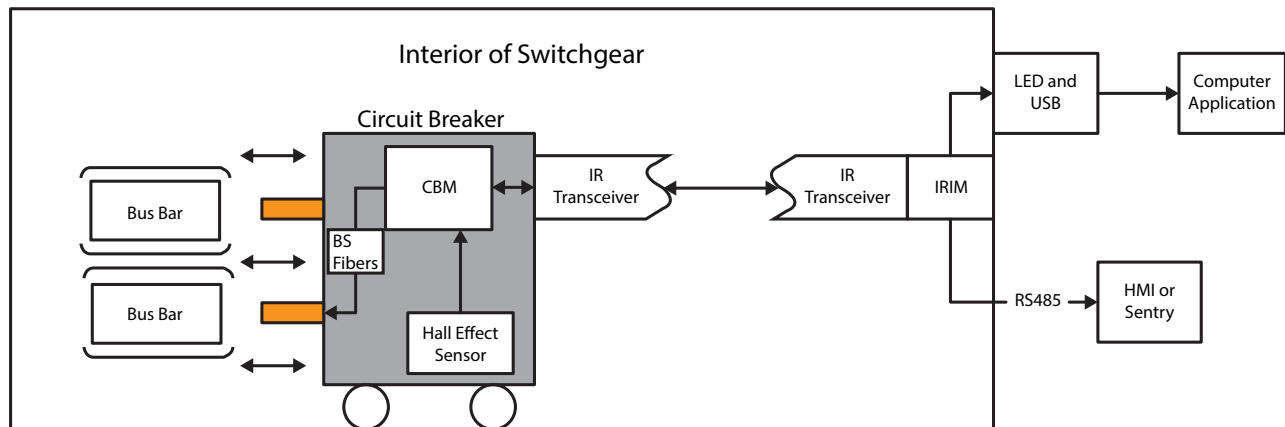 Interior of Switchgear
LED and
USB
Computer
Application
Circuit Breaker
CBM
IR
Transceiver
IR
Transceiver
IRIM
Bus Bar
BS
Fibers
Bus Bar
Hall Effect
Sensor
RS485
HMI or
Sentry